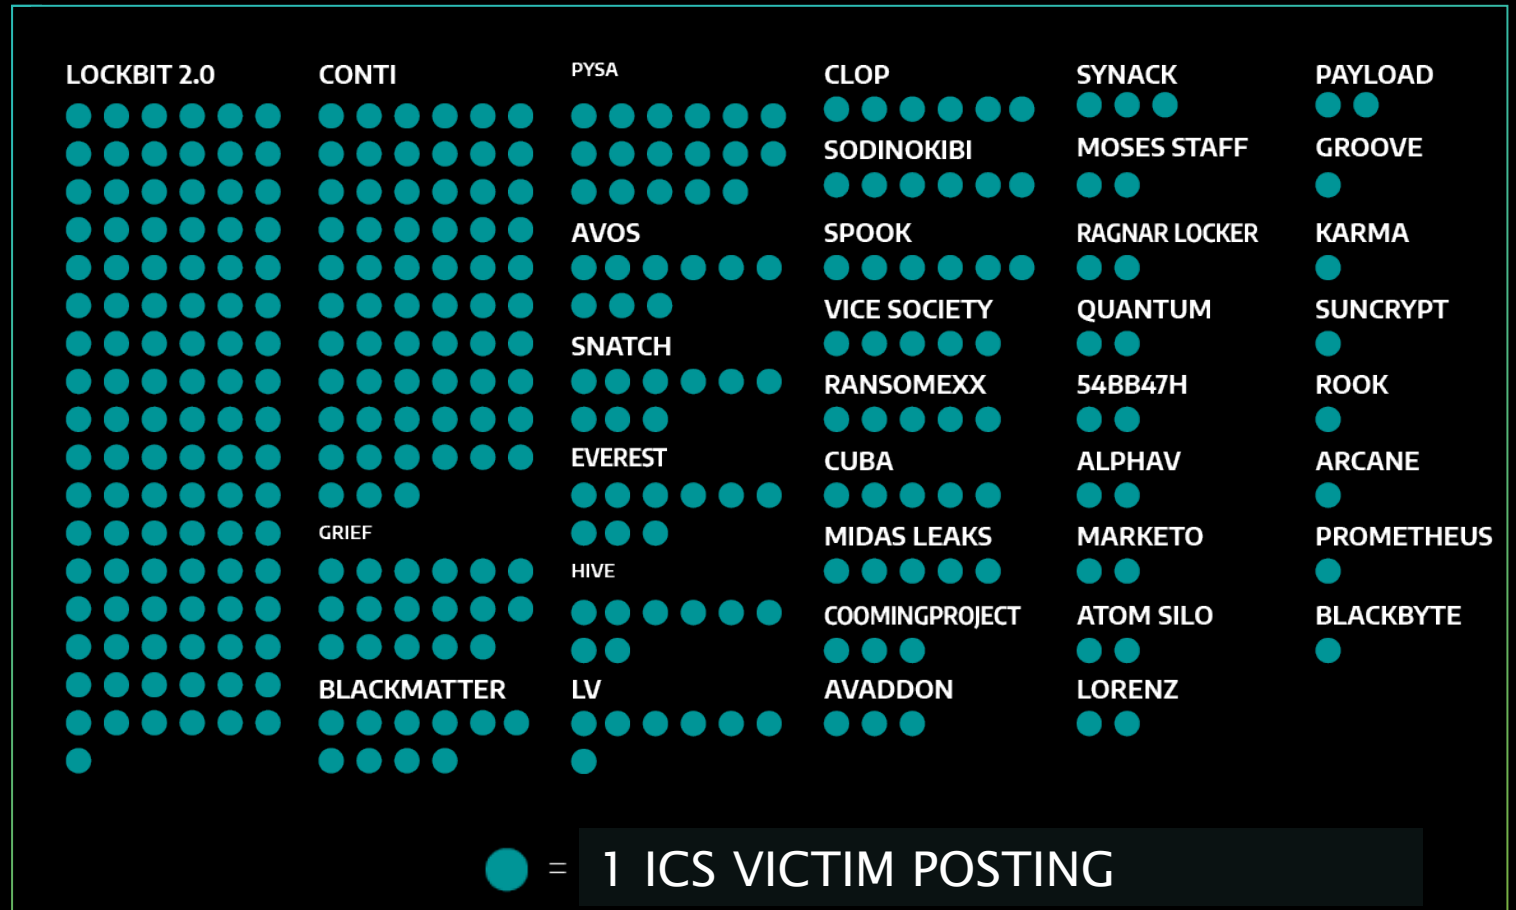 LOCKBIT 2.0
CONTI
GRIEF
BLACKMATTER
PYSA
AVOS
SNATCH
EVEREST
HIVE
LV
CLOP
SODINOKIBI
SPOOK
VICE SOCIETY
RANSOMEXX
CUBA
MIDAS LEAKS
COOMINGPROJECT
AVADDON
SYNACK
MOSES STAFF
RAGNAR LOCKER
QUANTUM
54BB47H
ALPHAV
MARKETO
ATOM SILO
LORENZ
PAYLOAD
GROOVE
KARMA
SUNCRYPT
ROOK
ARCANE
PROMETHEUS
BLACKBYTE
= 1 ICS VICTIM POSTING